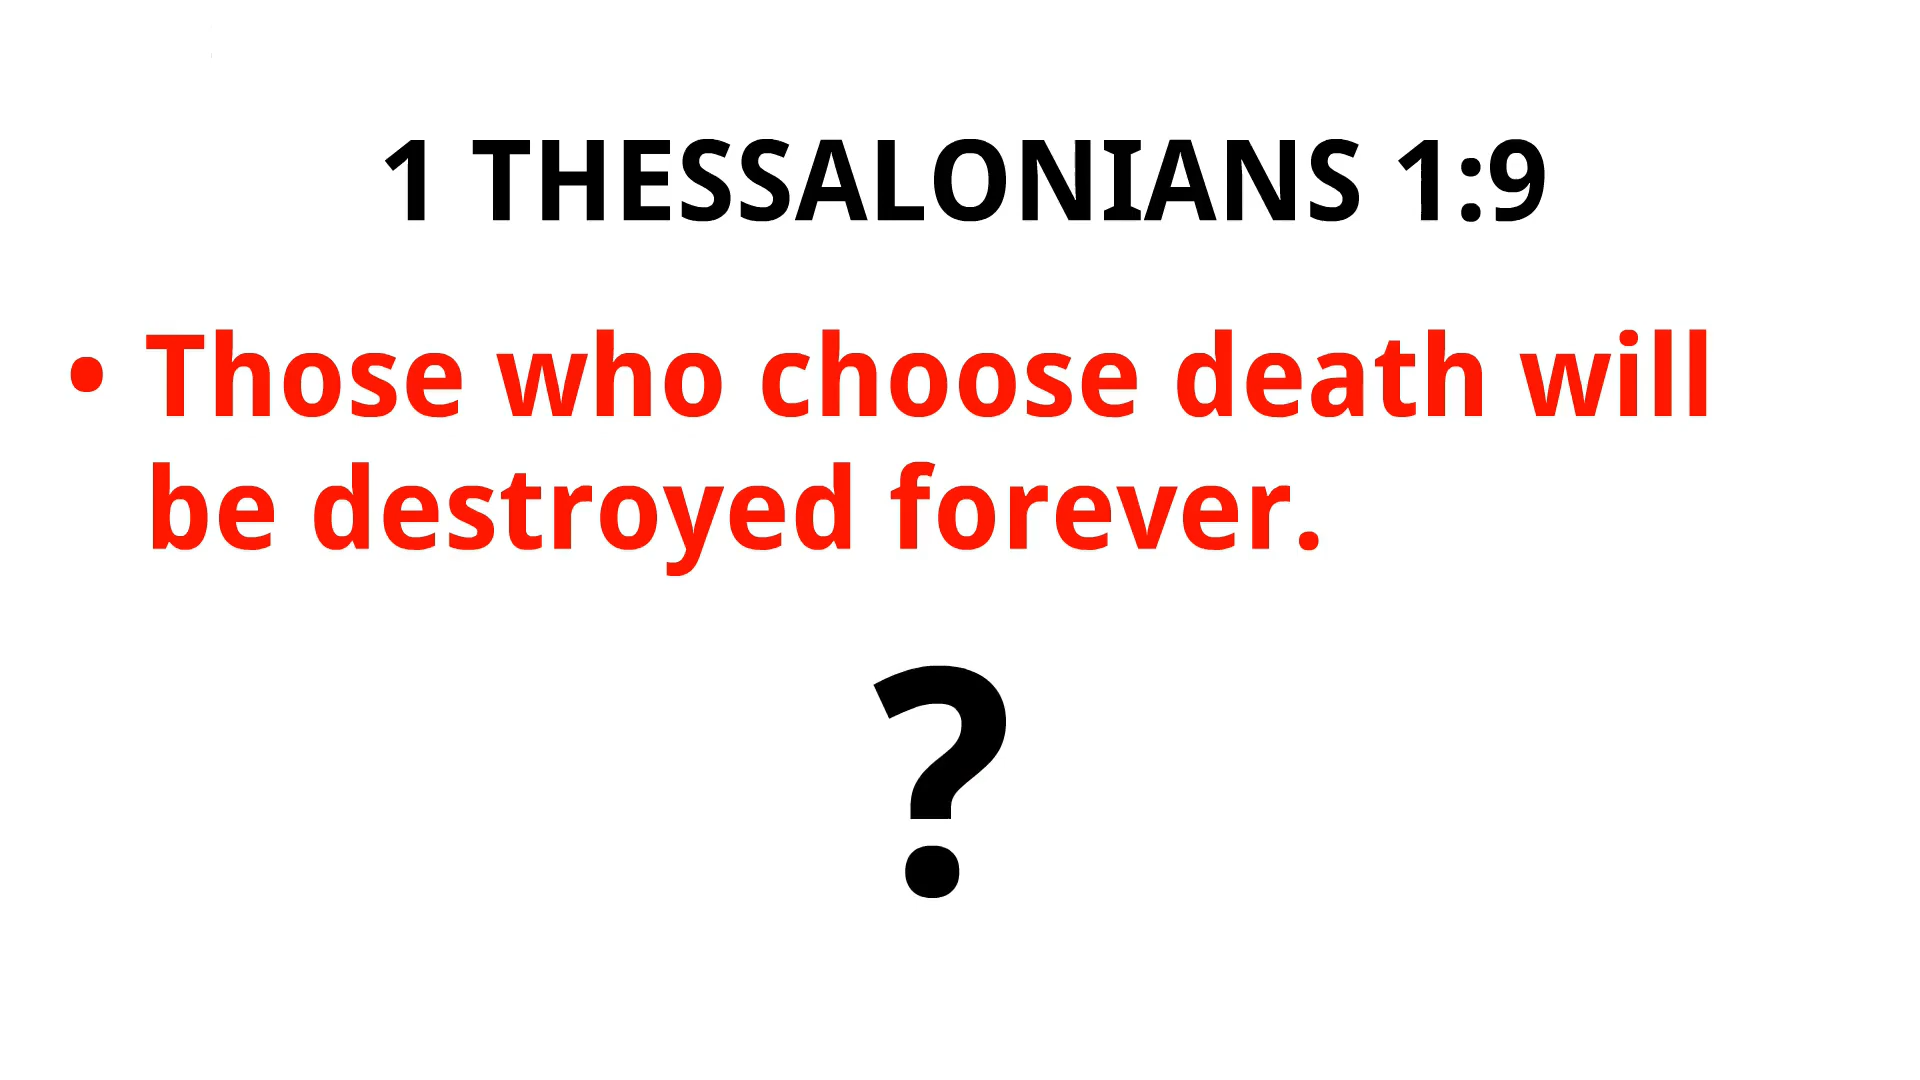 1 THESSALONIANS 1:9
• Those who choose death will
be destroyed forever.
?